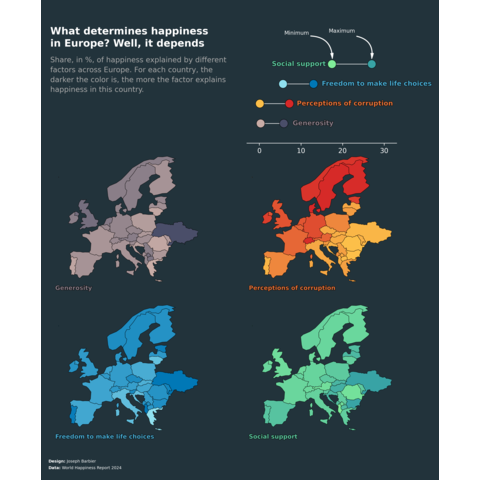 What determines happiness
in Europe? Well, it depends
Share, in %, of happiness explained by different
factors across Europe. For each country, the
darker the color is, the more the factor explains
happiness in this country.
Minimum
Maximum
Social support
Freedom to make life choices
Perceptions of corruption
Generosity
0 10 20 30
Generosity
Perceptions of corruption
Freedom to make life choices
Social support
Design: Joseph Barbier
Data: World Happiness Report 2024